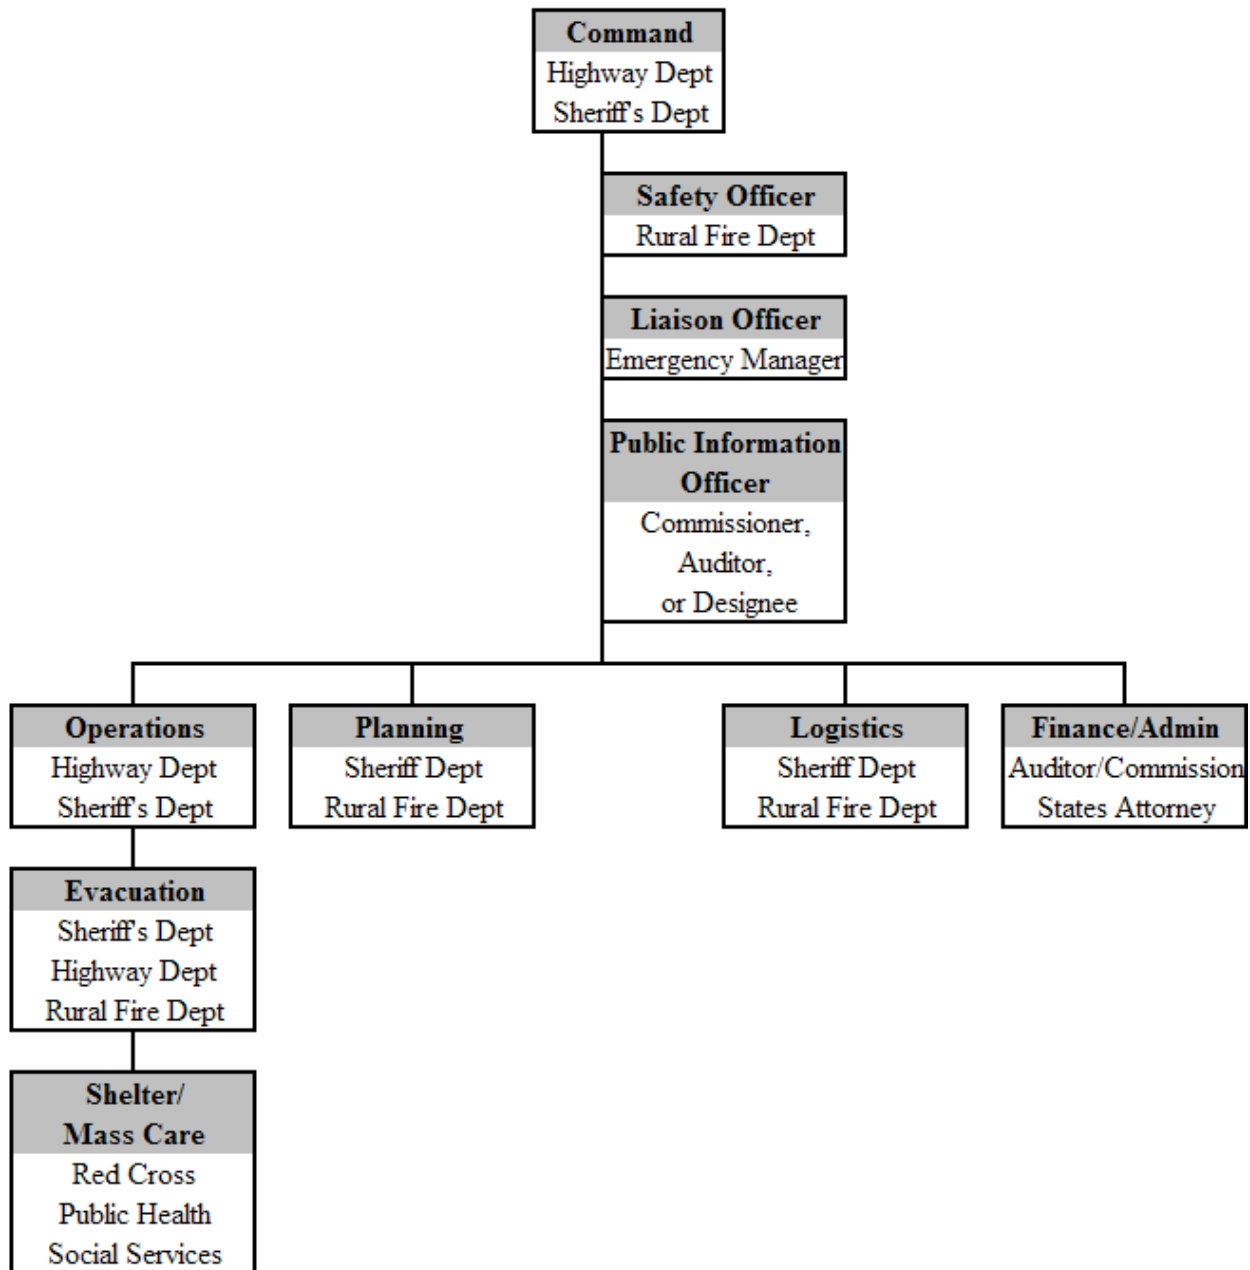 Command
Highway Dept
Sheriff's Dept
Safety Officer
Rural Fire Dept
Liaison Officer
Emergency Manager
Public Information
Officer
Commissioner,
Auditor,
or Designee
Operations
Highway Dept
Sheriff's Dept
Planning
Sheriff Dept
Rural Fire Dept
Logistics
Sheriff Dept
Rural Fire Dept
Finance/Admin
Auditor/Commission
States Attorney
Evacuation
Sheriff's Dept
Highway Dept
Rural Fire Dept
Shelter/
Mass Care
Red Cross
Public Health
Social Services